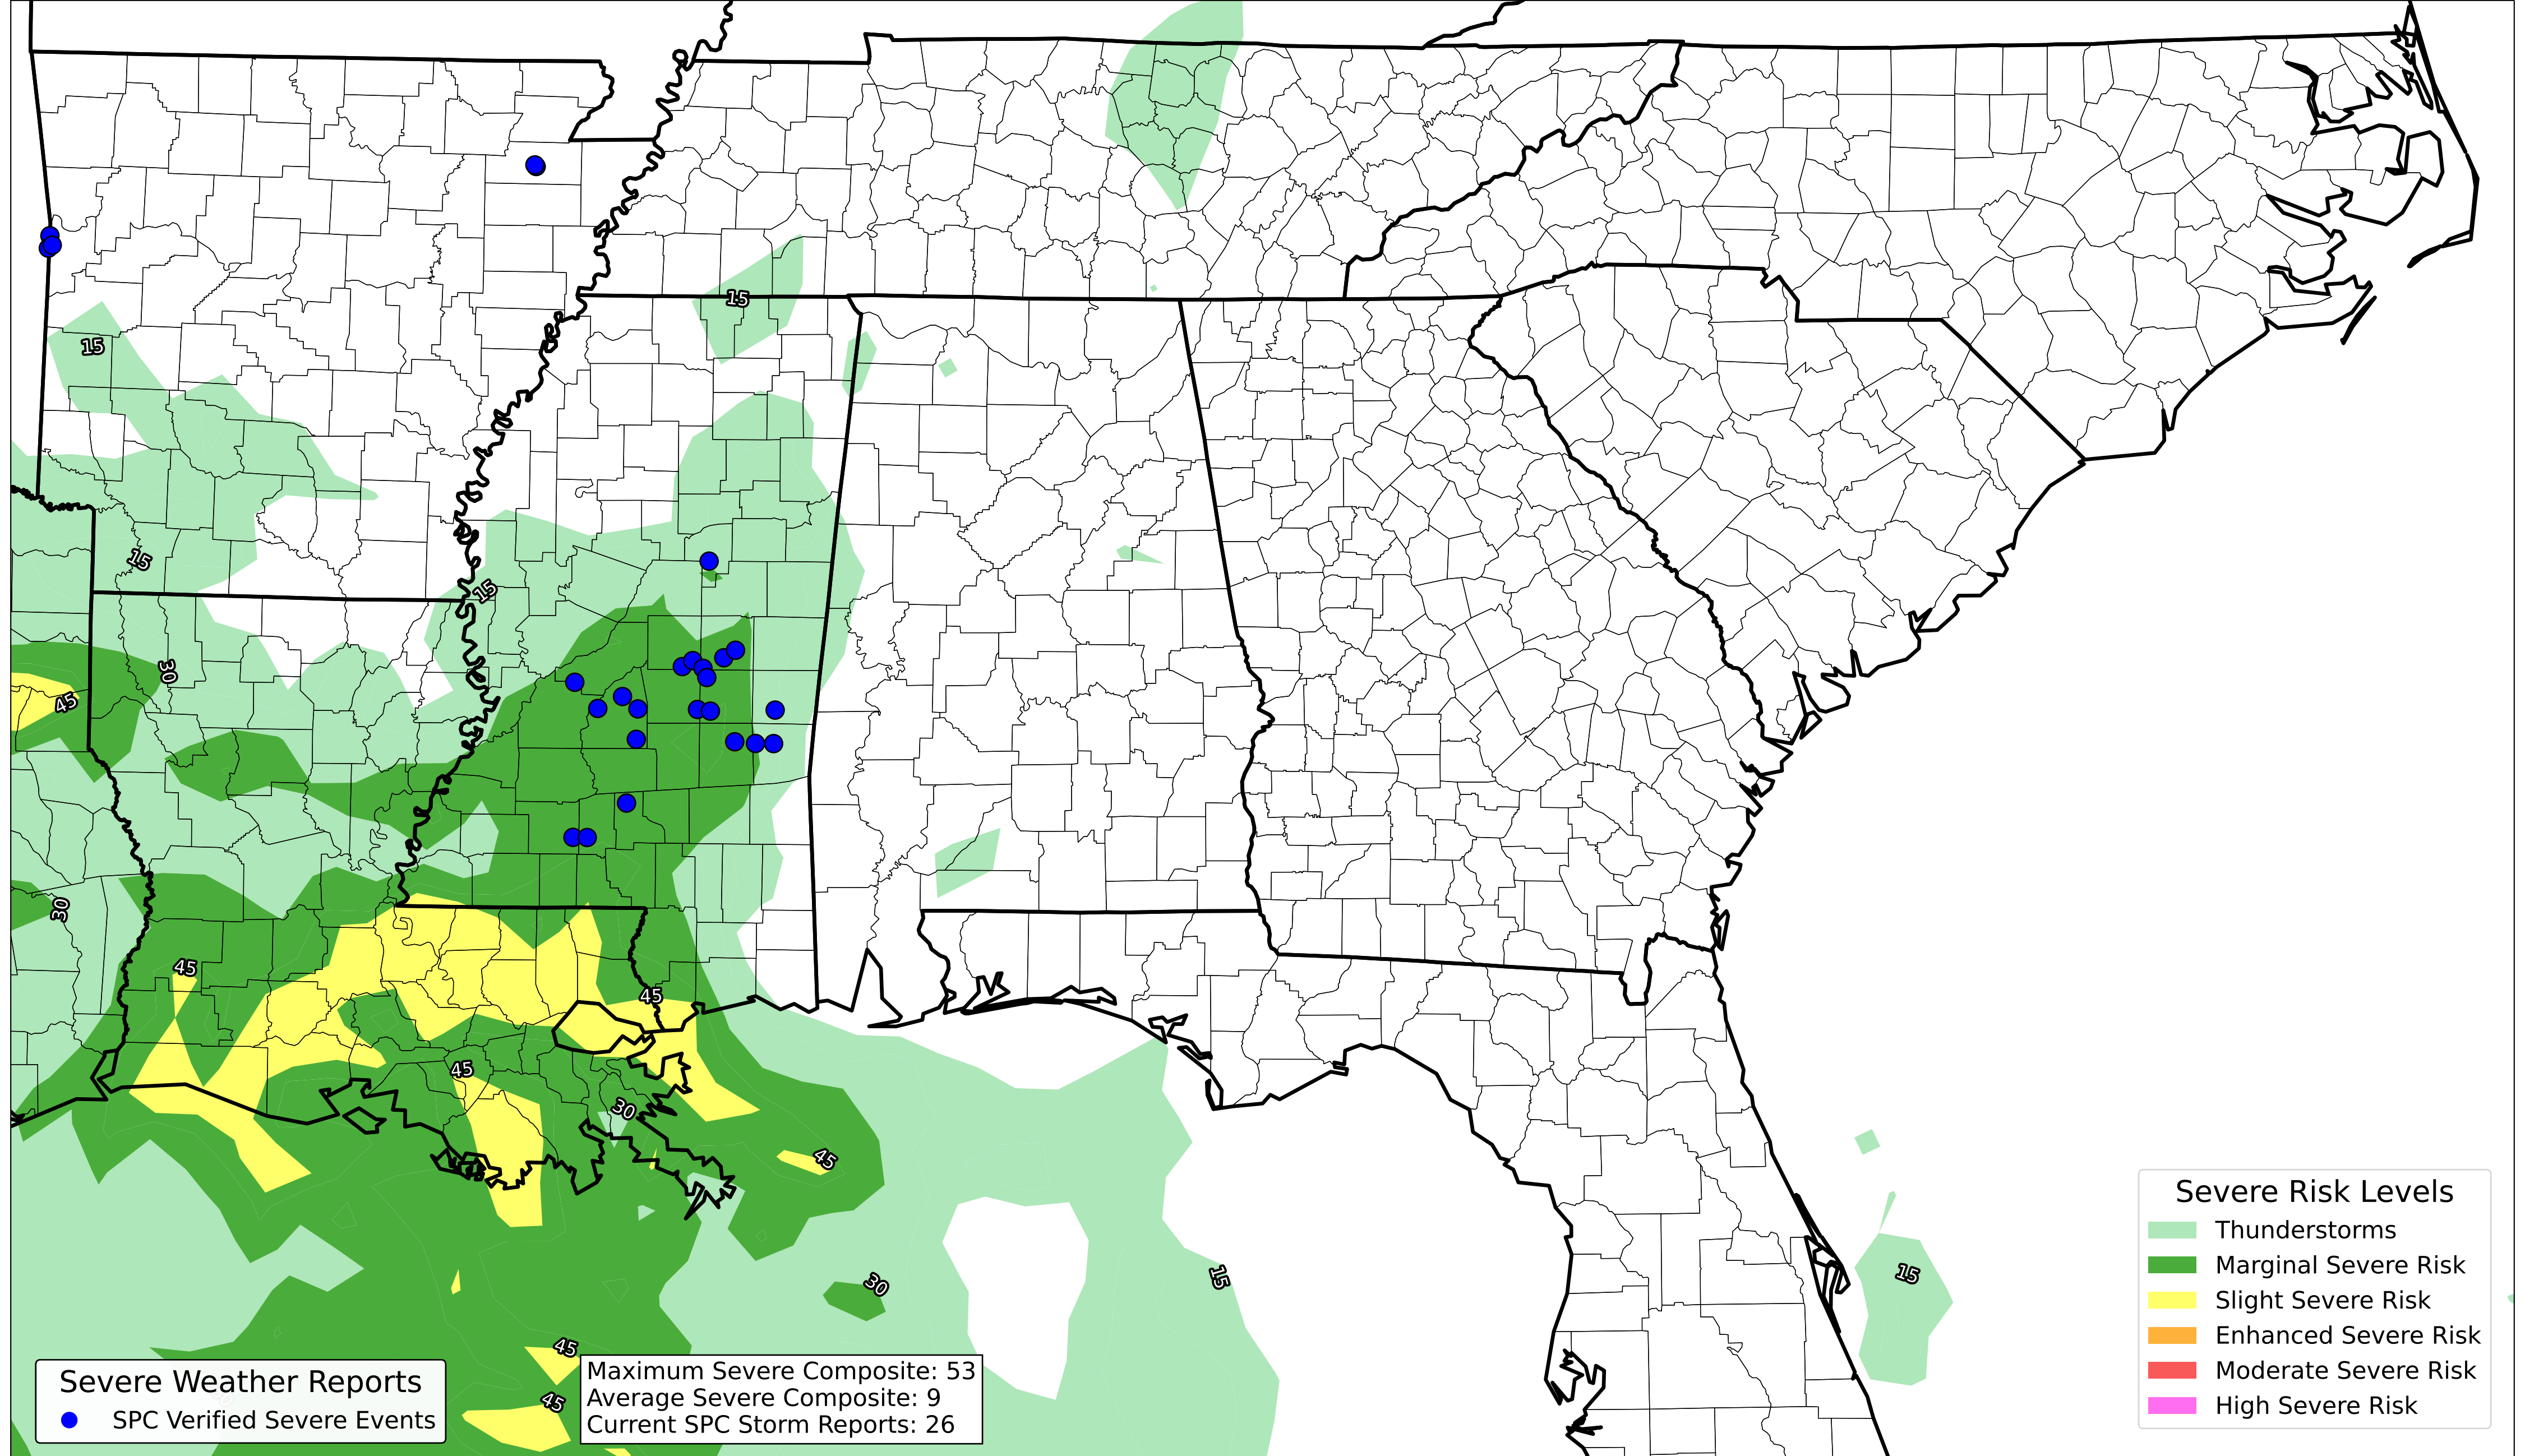 15
15
15
15
30
45
30
45
45
45
30
45
30
15
15
45
45
Severe Weather Reports
SPC Verified Severe Events
Maximum Severe Composite: 53
Average Severe Composite: 9
Current SPC Storm Reports: 26
Severe Risk Levels
Thunderstorms
Marginal Severe Risk
Slight Severe Risk
Enhanced Severe Risk
Moderate Severe Risk
High Severe Risk